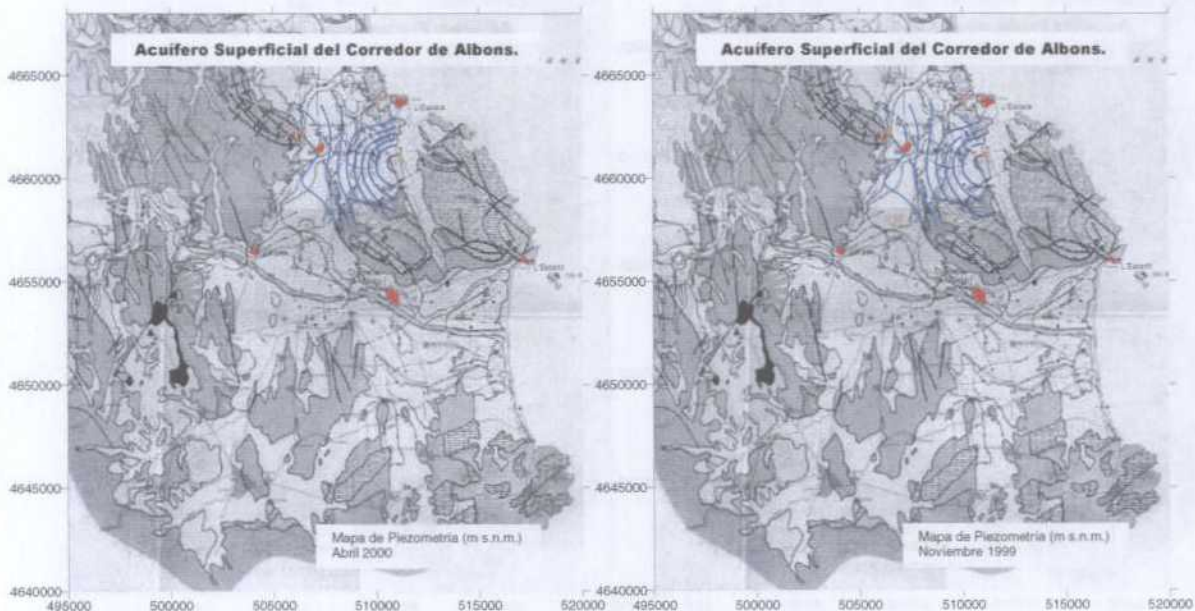 Acuífero Superficial del Corredor de Albons.
4665000
4660000
4655000
4650000
4645000
4640000
L'Escala
L'Estartit
Mapa de Piezometría (m s.n.m.)
Abril 2000
495000 500000 505000 510000 515000 520000
Acuífero Superficial del Corredor de Albons.
4665000
4660000
4655000
4650000
4645000
4640000
Mapa de Piezometría (m s.n.m.)
Noviembre 1999
495000 500000 505000 510000 515000 520000